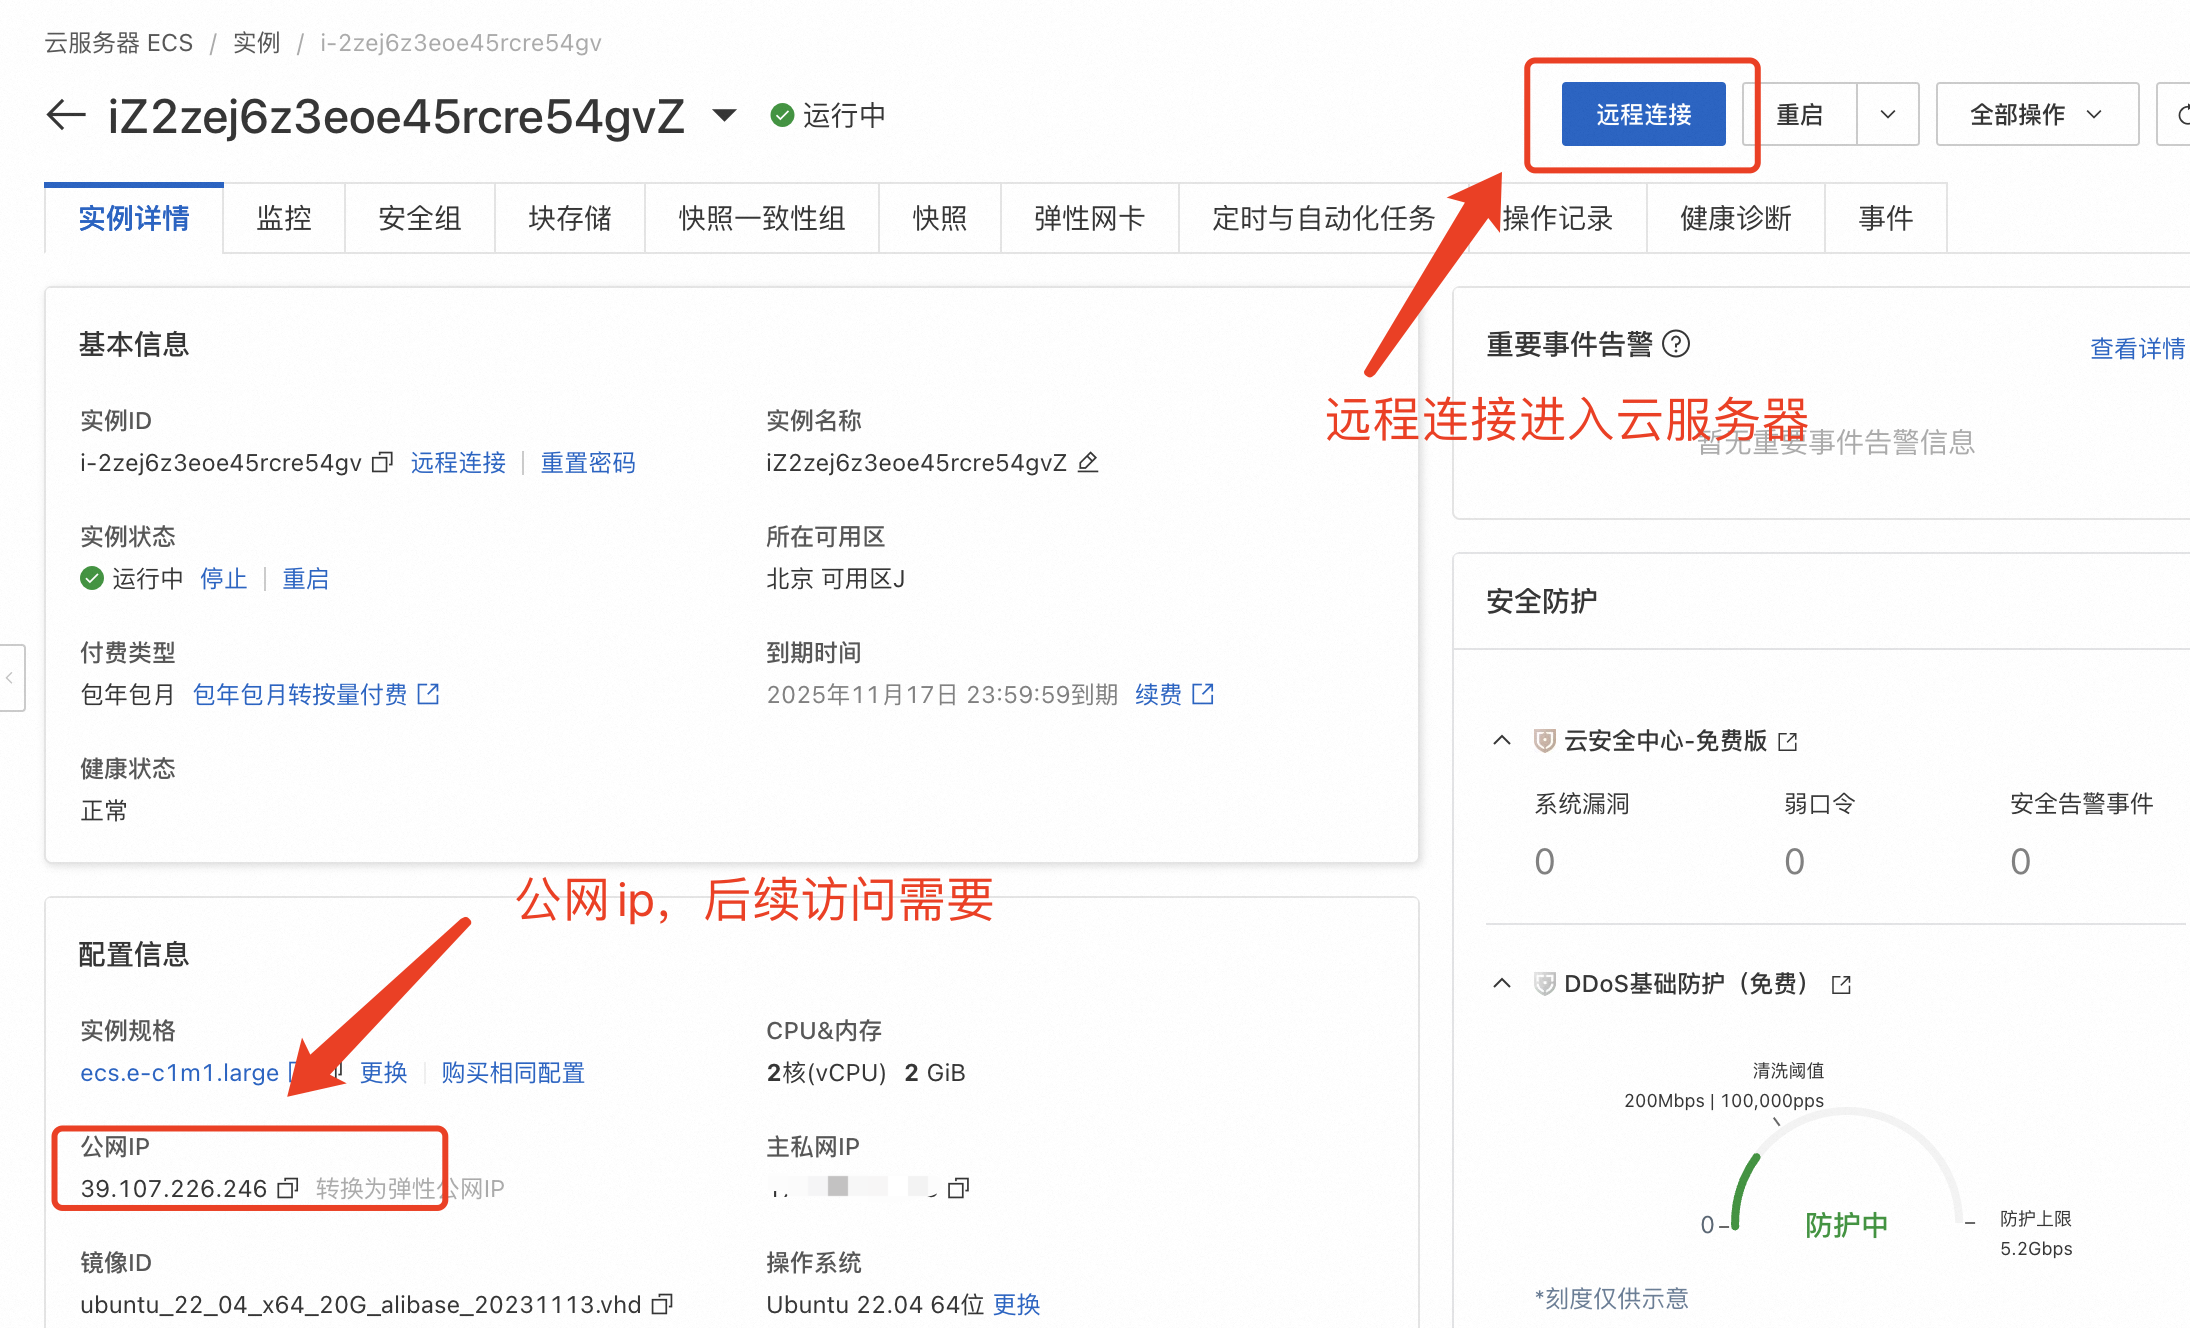 云服务器 ECS / 实例 / i-2zej6z3eoe45rcre54gv
iZ2zej6z3eoe45rcre54gvZ 运行中
远程连接 重启 全部操作
实例详情 监控 安全组 块存储 快照一致性组 快照 弹性网卡 定时与自动化任务 操作记录 健康诊断 事件
基本信息
实例ID
i-2zej6z3eoe45rcre54gv 远程连接 | 重置密码
实例名称
iZ2zej6z3eoe45rcre54gvZ
实例状态
运行中 停止 | 重启
所在可用区
北京 可用区J
付费类型
包年包月 包年包月转按量付费
到期时间
2025年11月17日 23:59:59到期 续费
健康状态
正常
重要事件告警
查看详情
远程连接进入云服务器
暂无重要事件告警信息
安全防护
云安全中心-免费版
系统漏洞 弱口令 安全告警事件
0 0 0
DDoS基础防护（免费）
清洗阈值
200Mbps | 100,000pps
0
防护中
防护上限
5.2Gbps
*刻度仅供示意
公网ip，后续访问需要
配置信息
实例规格
ecs.e-c1m1.large 更换 | 购买相同配置
CPU&内存
2核(vCPU) 2 GiB
公网IP
39.107.226.246 转换为弹性公网IP
主私网IP
镜像ID
ubuntu_22_04_x64_20G_alibase_20231113.vhd
操作系统
Ubuntu 22.04 64位 更换